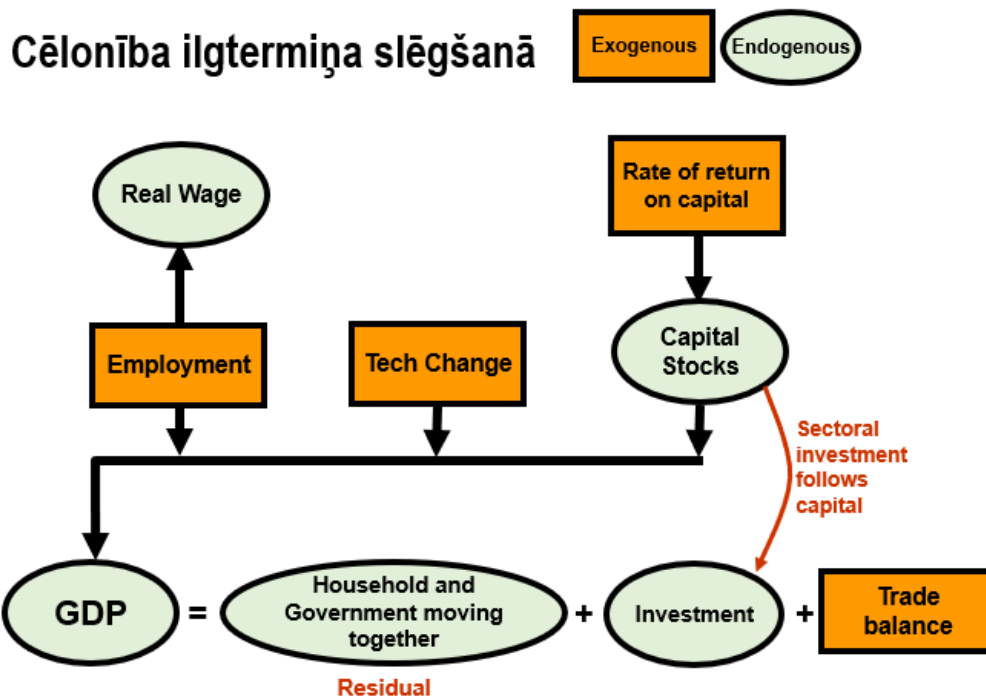 Cēlonība ilgtermiņa slēgšanā
Exogenous
Endogenous
Real Wage
Rate of return
on capital
Employment
Tech Change
Capital
Stocks
Sectoral
investment
follows
capital
GDP
=
Household and
Government moving
together
+
Investment
+
Trade
balance
Residual